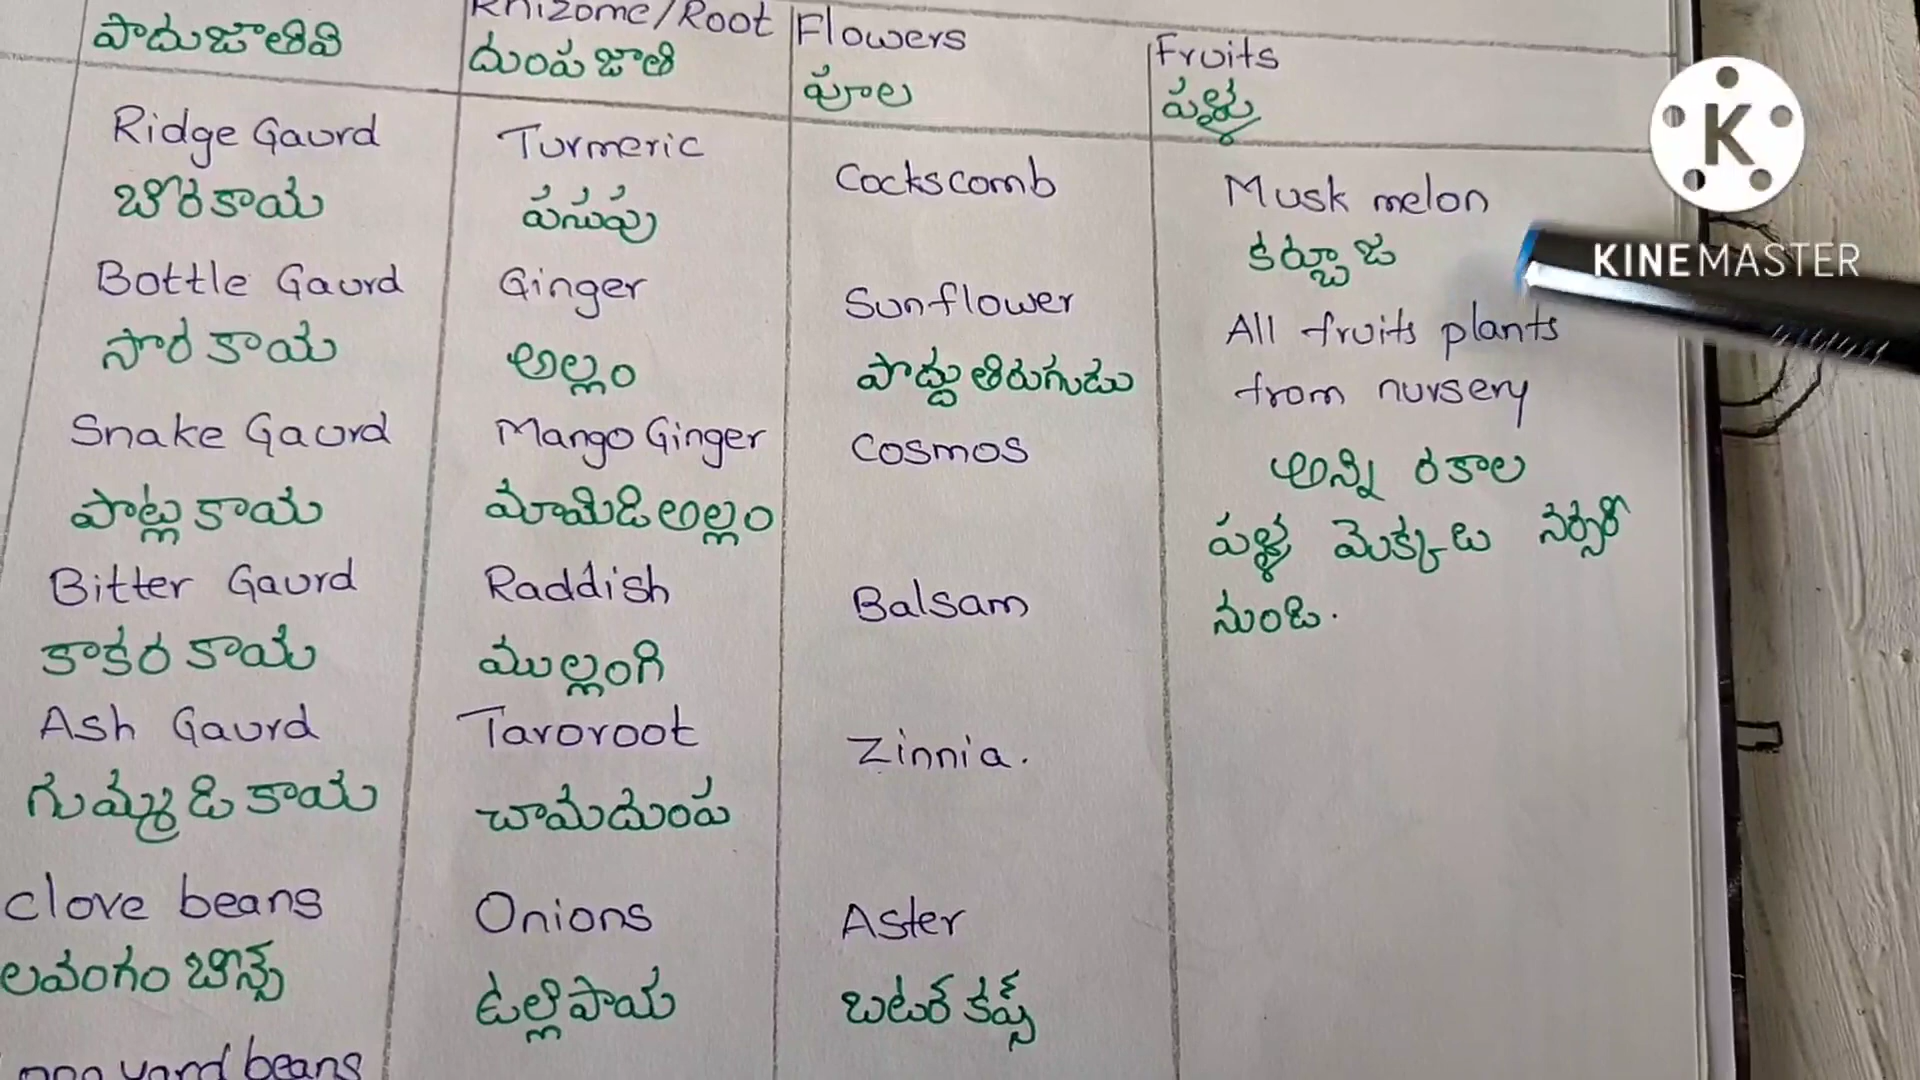 పాదుజాతివి
Rhizome/Root
దుంపజాతి
Flowers
పూల
Fruits
పళ్ళు
Ridge Gaurd
బీరకాయ
Bottle Gaurd
సొరకాయ
Snake Gaurd
పొట్లకాయ
Bitter Gaurd
కాకరకాయ
Ash Gaurd
గుమ్మడికాయ
Clove beans
లవంగం బీన్స్
yard beans
Turmeric
పసుపు
Ginger
అల్లం
Mango Ginger
మామిడిఅల్లం
Raddish
ముల్లంగి
Taroroot
చామదుంప
Onions
ఉల్లిపాయ
Cockscomb
Sunflower
పొద్దుతిరుగుడు
Cosmos
Balsam
Zinnia.
Aster
బటర్ కప్స్
Musk melon
కర్బూజ
All fruits plants
from nursery
అన్ని రకాల
పళ్ళ మొక్కలు నర్సరీ
నుండి.
K
KINEMASTER